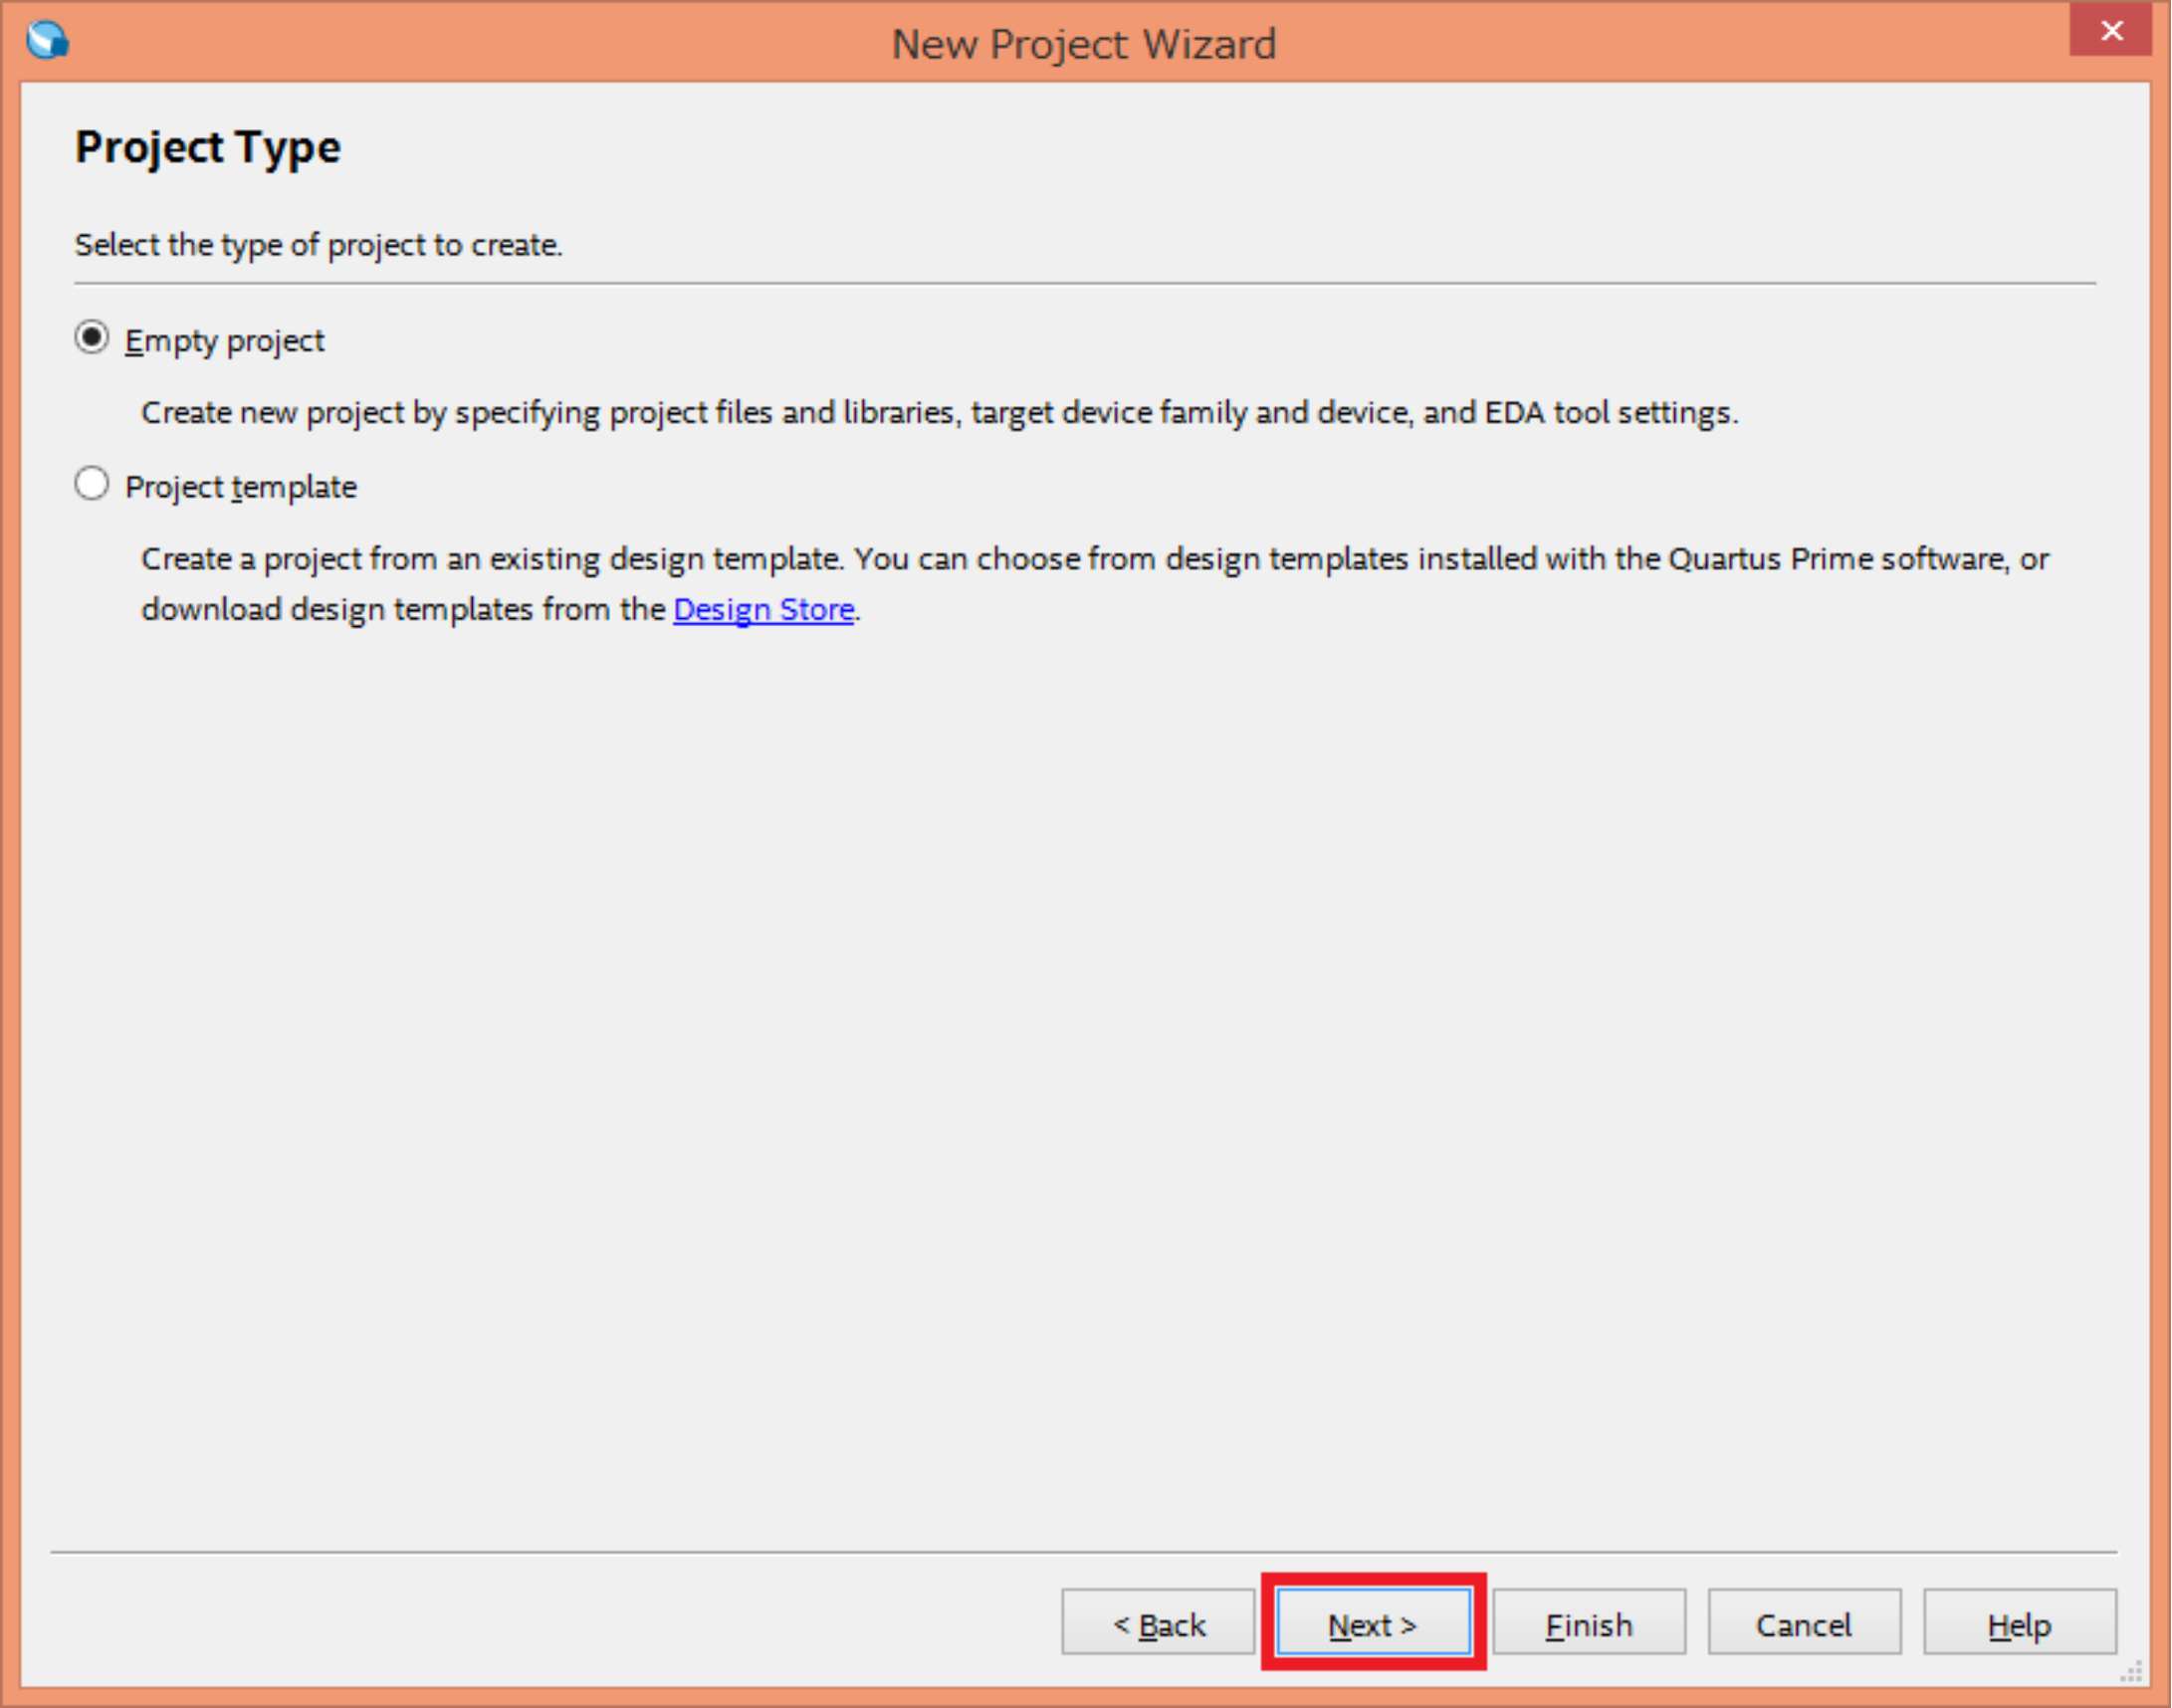 New Project Wizard
Project Type
Select the type of project to create.
Empty project
Create new project by specifying project files and libraries, target device family and device, and EDA tool settings.
Project template
Create a project from an existing design template. You can choose from design templates installed with the Quartus Prime software, or
download design templates from the Design Store.
< Back Next > Finish Cancel Help